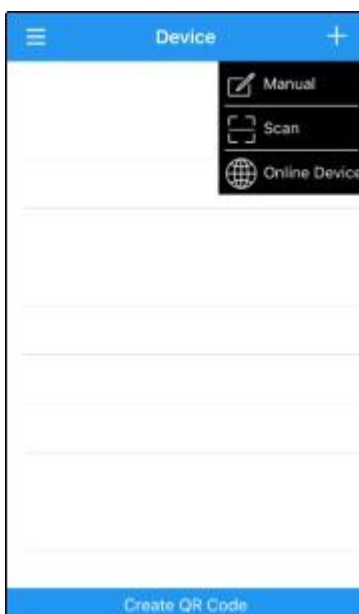 Device
Manual
Scan
Online Device
Create QR Code